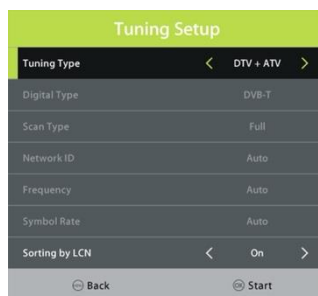 Tuning Setup
Tuning Type < DTV + ATV >
Digital Type DVB-T
Scan Type Full
Network ID Auto
Frequency Auto
Symbol Rate Auto
Sorting by LCN < On >
Back OK Start